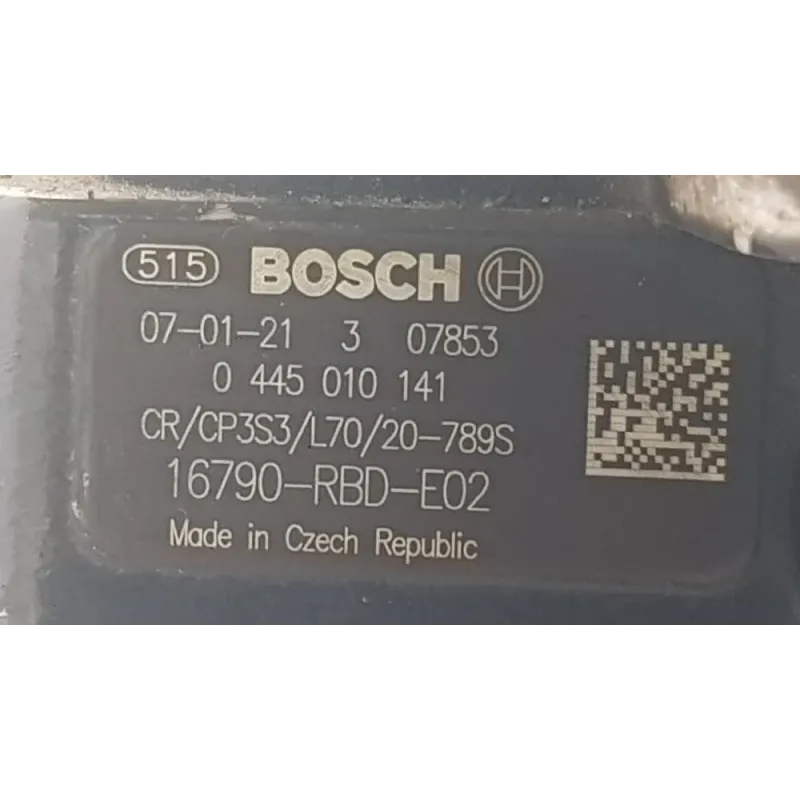 515 BOSCH
07-01-21 3 07853
0 445 010 141
CR/CP3S3/L70/20-789S
16790-RBD-E02
Made in Czech Republic